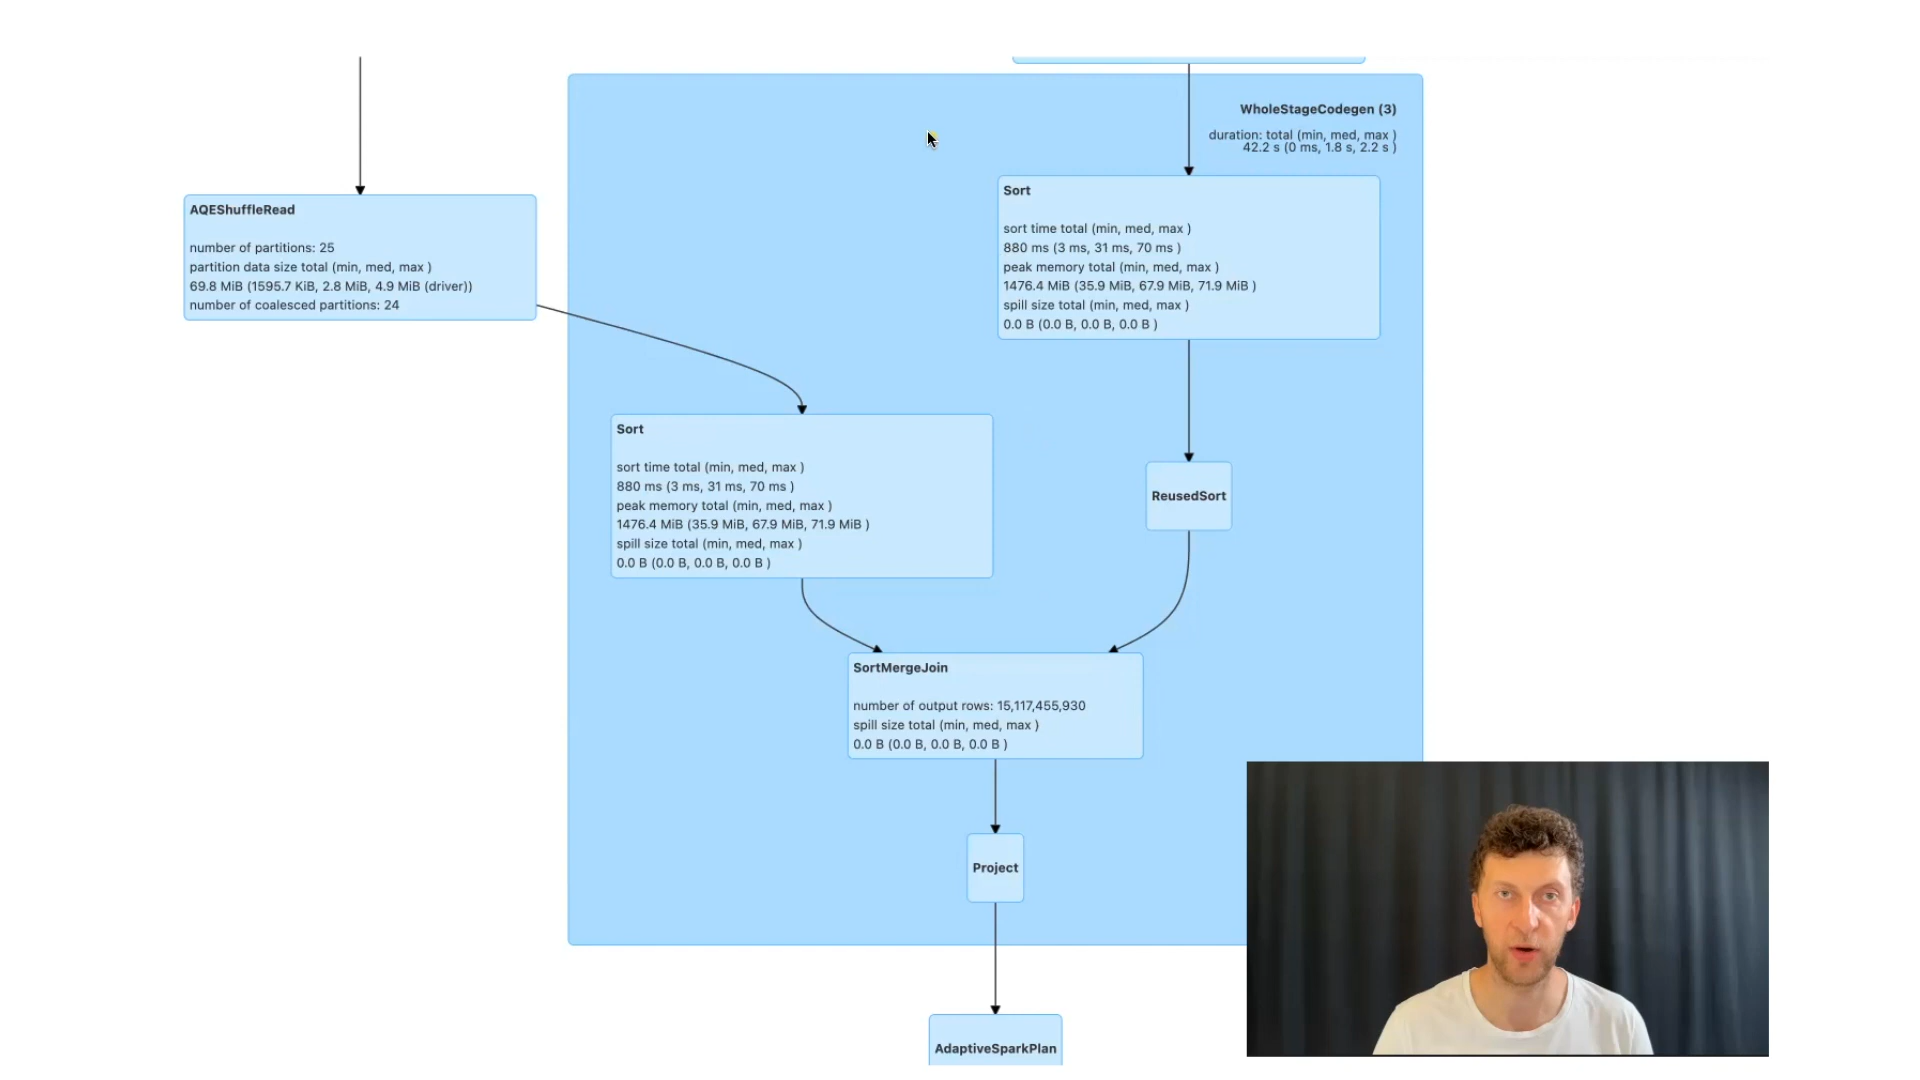 WholeStageCodegen (3)
duration: total (min, med, max )
42.2 s (0 ms, 1.8 s, 2.2 s )
Sort
sort time total (min, med, max )
880 ms (3 ms, 31 ms, 70 ms )
peak memory total (min, med, max )
1476.4 MiB (35.9 MiB, 67.9 MiB, 71.9 MiB )
spill size total (min, med, max )
0.0 B (0.0 B, 0.0 B, 0.0 B )
AQEShuffleRead
number of partitions: 25
partition data size total (min, med, max )
69.8 MiB (1595.7 KiB, 2.8 MiB, 4.9 MiB (driver))
number of coalesced partitions: 24
Sort
sort time total (min, med, max )
880 ms (3 ms, 31 ms, 70 ms )
peak memory total (min, med, max )
1476.4 MiB (35.9 MiB, 67.9 MiB, 71.9 MiB )
spill size total (min, med, max )
0.0 B (0.0 B, 0.0 B, 0.0 B )
ReusedSort
SortMergeJoin
number of output rows: 15,117,455,930
spill size total (min, med, max )
0.0 B (0.0 B, 0.0 B, 0.0 B )
Project
AdaptiveSparkPlan